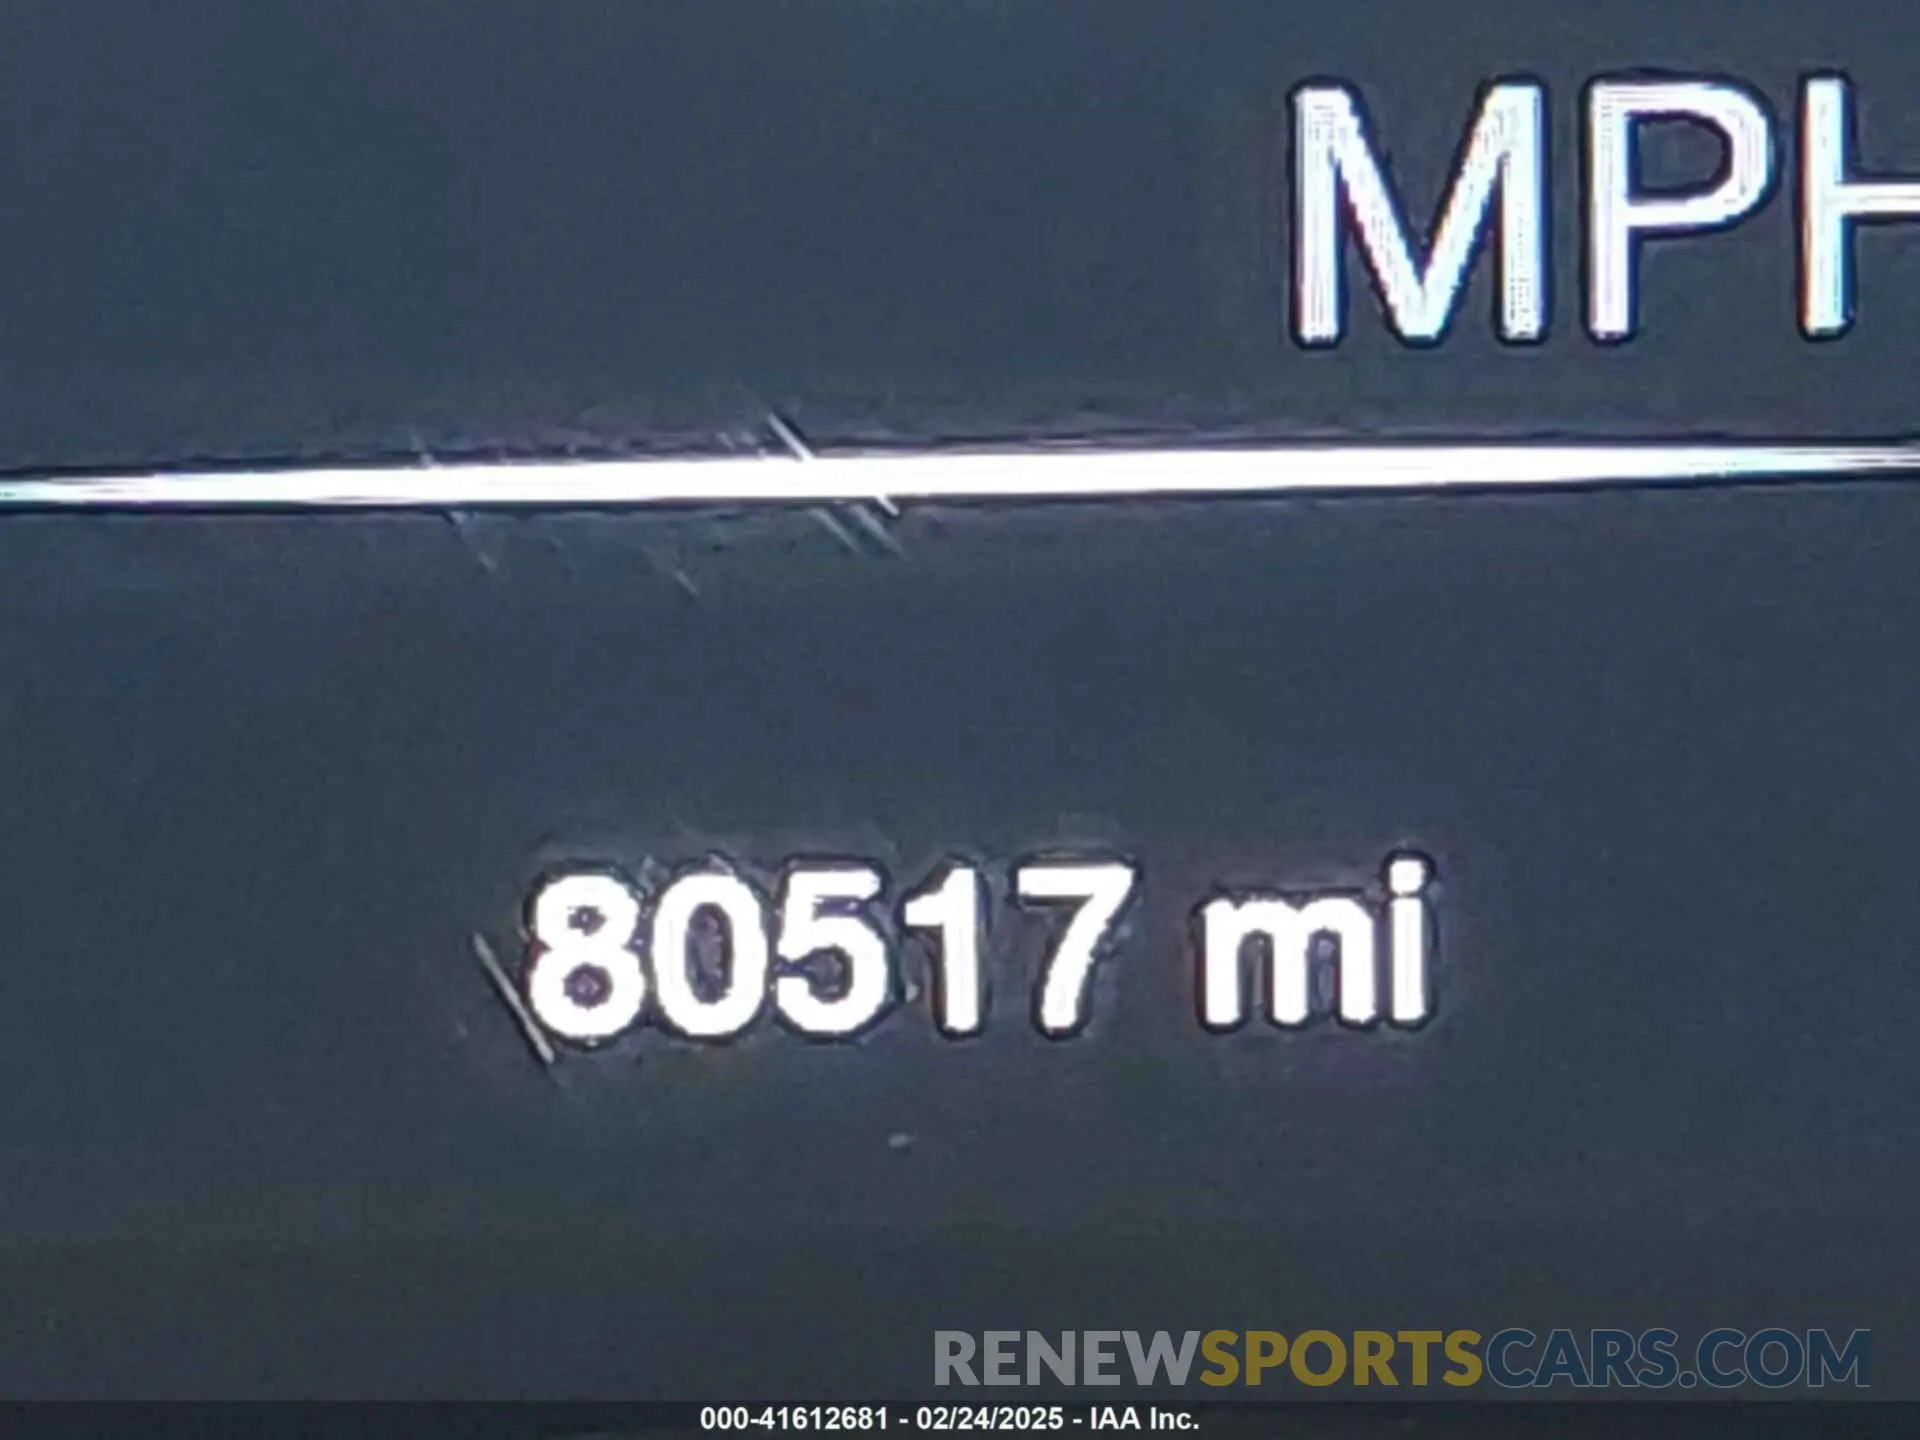 MPH
80517 mi
RENEWSPORTSCARS.COM
000-41612681 - 02/24/2025 - IAA Inc.